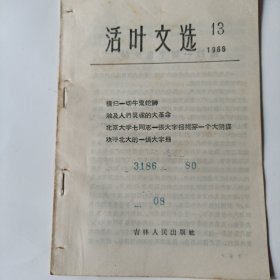 活叶文选 13
1966
横扫一切牛鬼蛇神
触及人们灵魂的大革命
北京大学七同志一张大字报揭穿一个大阴谋
欢呼北大的一张大字报
3186 80
08
吉林人民出版社